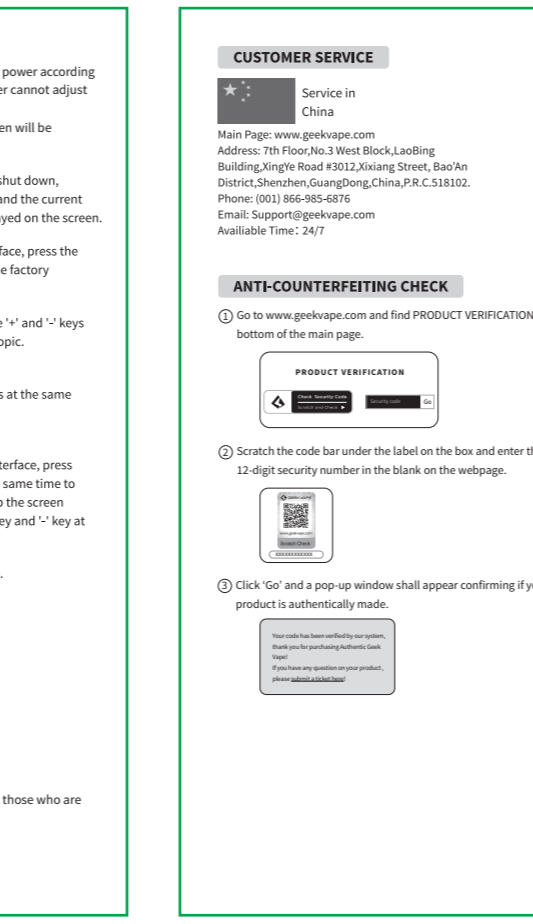 power according
er cannot adjust
en will be
shut down,
and the current
ayed on the screen.
face, press the
e factory
e '+' and '-' keys
opic.
s at the same
terface, press
same time to
p the screen
ey and '-' key at
.
those who are
CUSTOMER SERVICE
Service in
China
Main Page: www.geekvape.com
Address: 7th Floor,No.3 West Block,LaoBing
Building,XingYe Road #3012,Xixiang Street, Bao'An
District,Shenzhen,GuangDong,China,P.R.C.518102.
Phone: (001) 866-985-6876
Email: Support@geekvape.com
Availiable Time: 24/7
ANTI-COUNTERFEITING CHECK
① Go to www.geekvape.com and find PRODUCT VERIFICATION
bottom of the main page.
PRODUCT VERIFICATION
Check Security Code
Scratch and Check ▶
Security code
Go
② Scratch the code bar under the label on the box and enter th
12-digit security number in the blank on the webpage.
GEEK VAPE
www.geekvape.com
Scratch Check
XXXXXXXXXXXX
③ Click ‘Go’ and a pop-up window shall appear confirming if yo
product is authentically made.
Your code has been verified by our system,
thank you for purchasing Authentic Geek
Vape!
If you have any question on your product ,
please submit a ticket here!